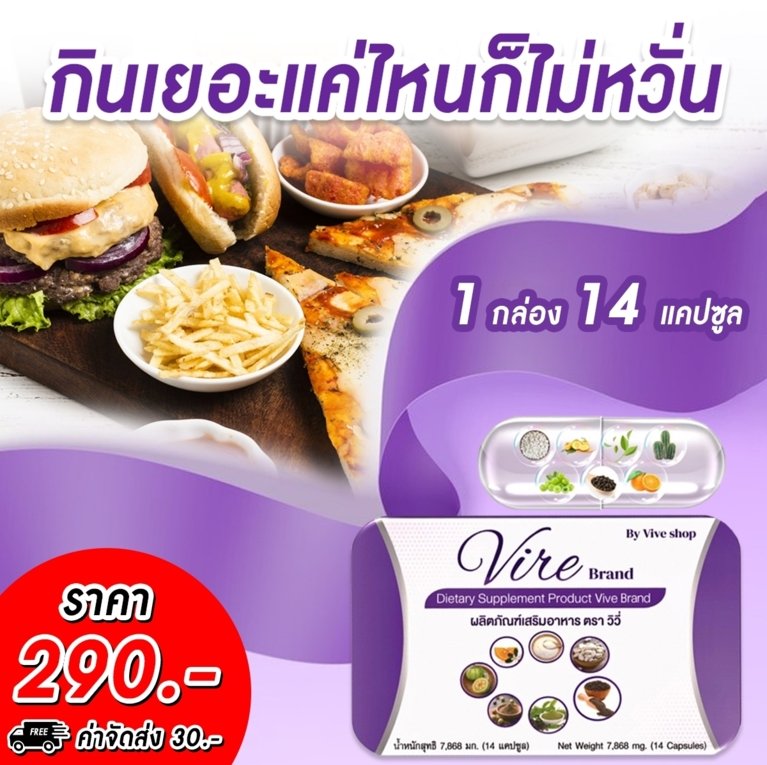 กินเยอะแค่ไหนก็ไม่หวั่น
1 กล่อง 14 แคปซูล
By Vive shop
Vire Brand
Dietary Supplement Product Vive Brand
ผลิตภัณฑ์เสริมอาหาร ตรา วีวี่
น้ำหนักสุทธิ 7,868 มก. (14 แคปซูล)
Net Weight 7,868 mg. (14 Capsules)
ราคา
290.-
FREE ค่าจัดส่ง 30.-